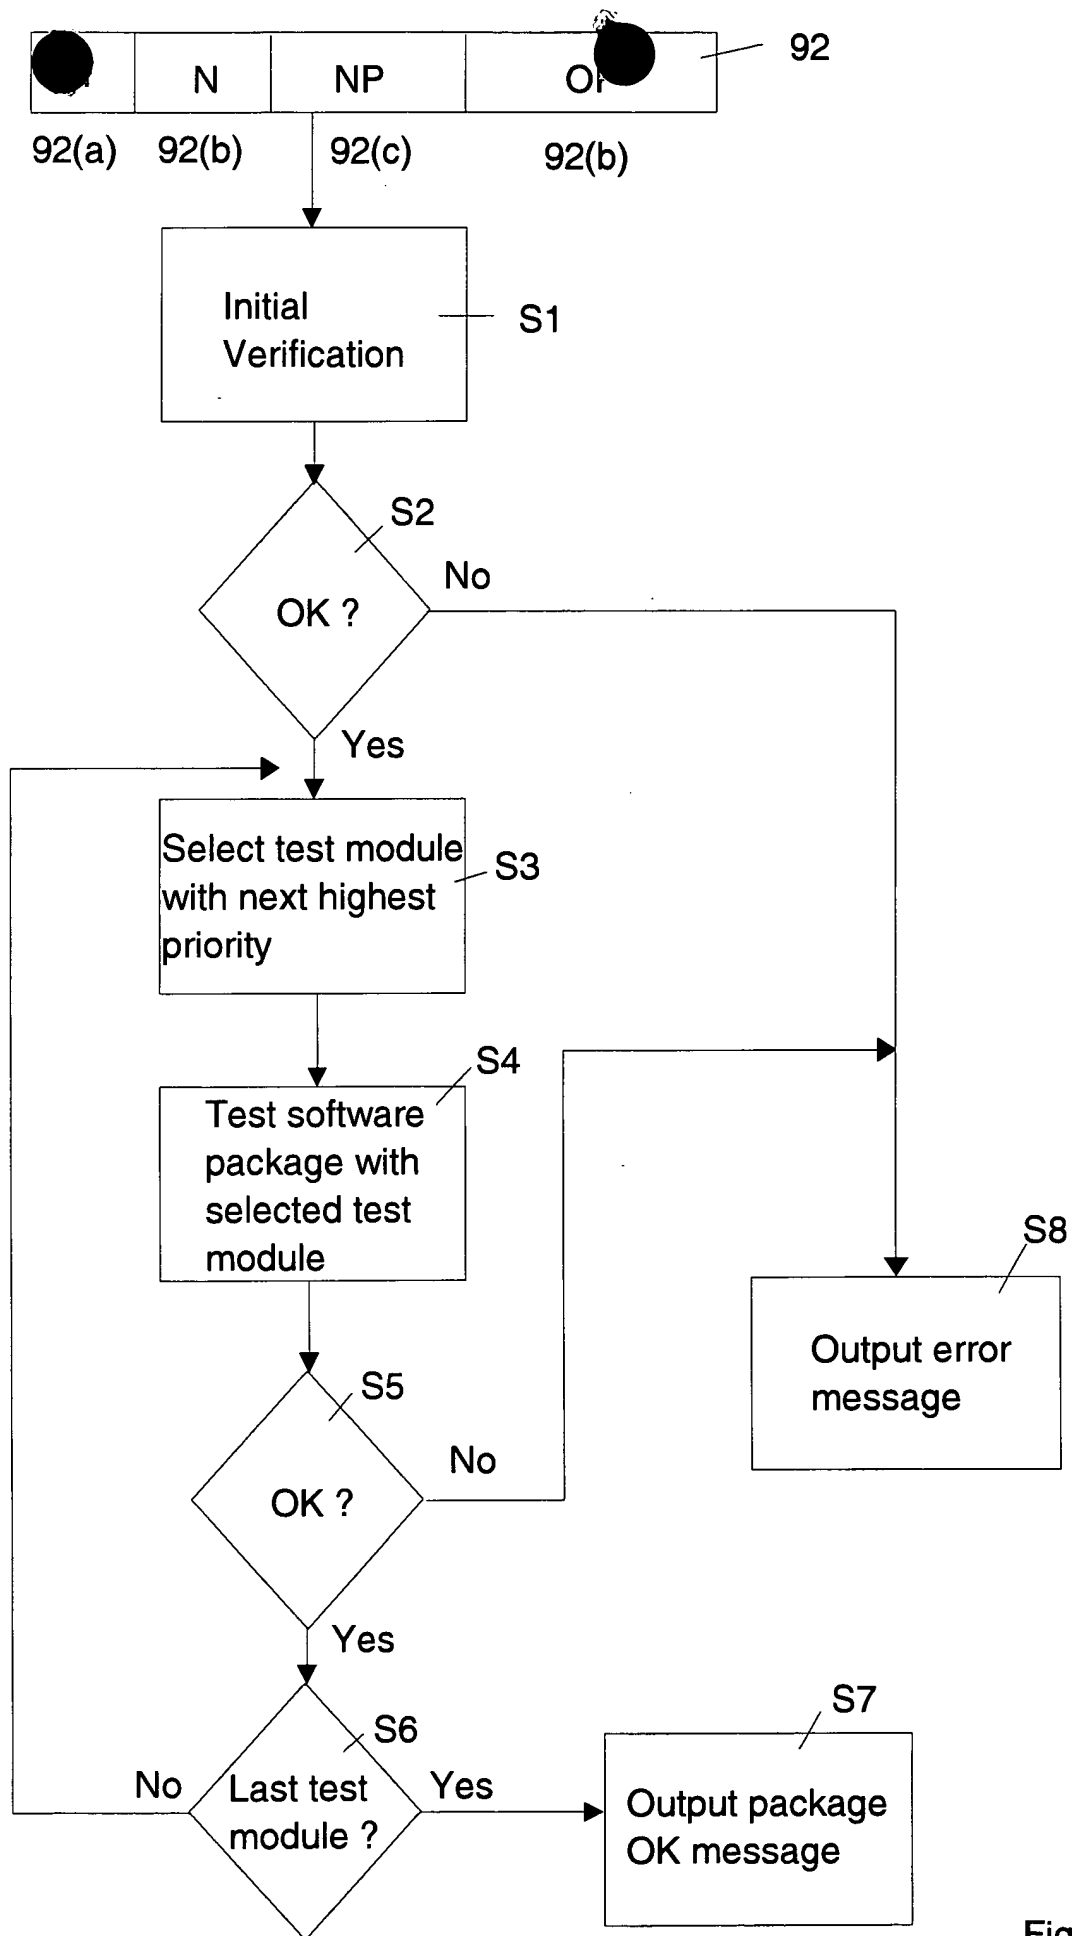 92
N
NP
92(a)
92(b)
92(c)
92(b)
Initial
Verification
S1
S2
OK ?
No
Yes
Select test module
with next highest
priority
S3
S4
Test software
package with
selected test
module
S8
Output error
message
S5
OK ?
No
Yes
S6
Last test
module ?
No
Yes
S7
Output package
OK message
Fig